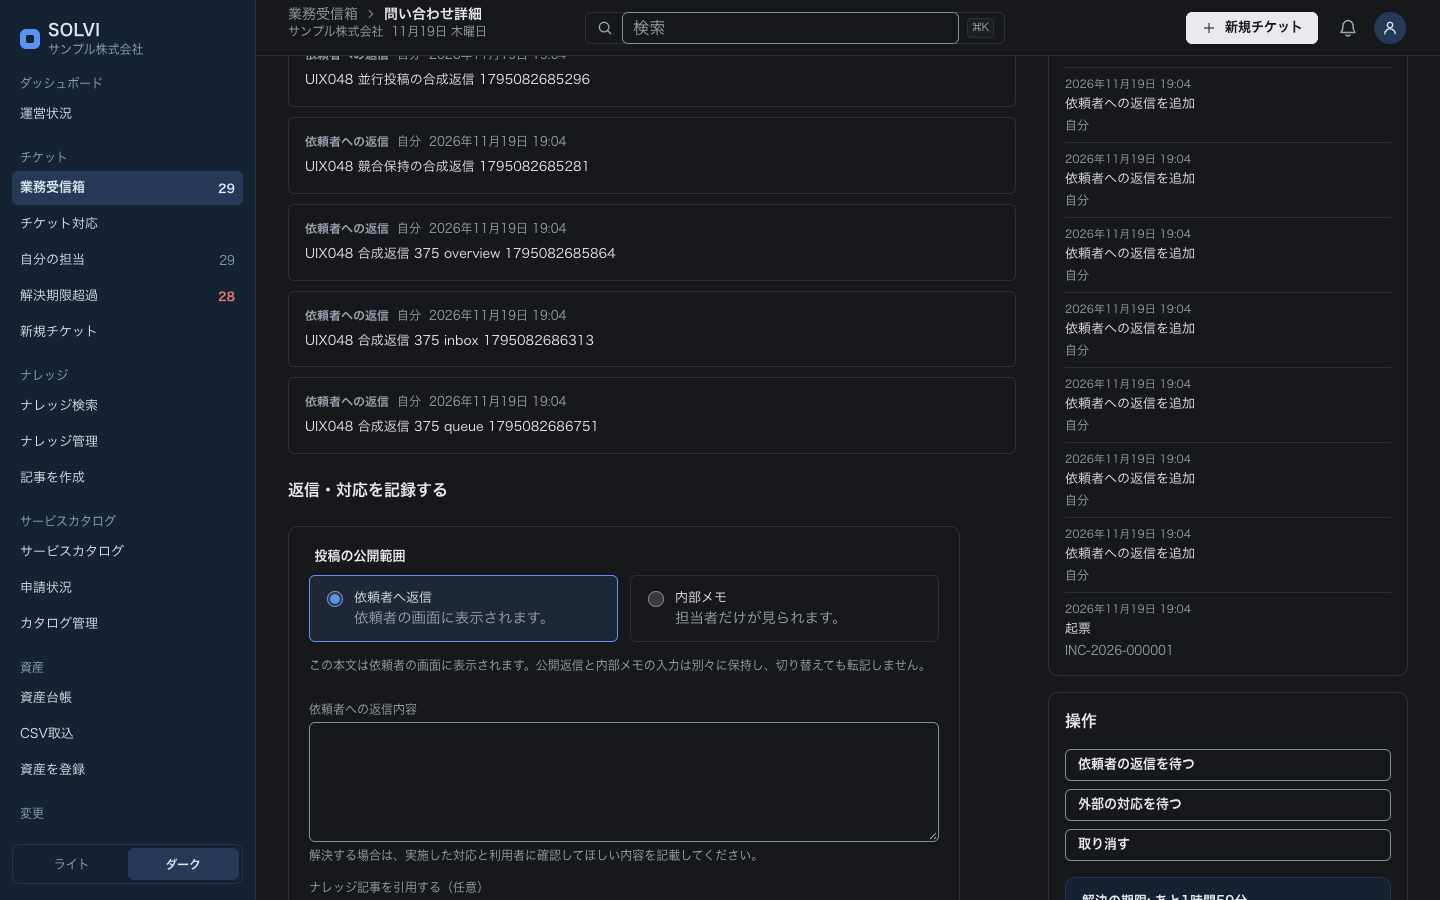 SOLVI
サンプル株式会社
ダッシュボード
運営状況
チケット
業務受信箱 29
チケット対応
自分の担当 29
解決期限超過 28
新規チケット
ナレッジ
ナレッジ検索
ナレッジ管理
記事を作成
サービスカタログ
サービスカタログ
申請状況
カタログ管理
資産
資産台帳
CSV取込
資産を登録
変更
ライト ダーク
業務受信箱 > 問い合わせ詳細
サンプル株式会社 11月19日 木曜日
検索 ⌘K
+ 新規チケット
依頼者への返信 自分 2026年11月19日 19:04
UIX048 並行投稿の合成返信 1795082685296
依頼者への返信 自分 2026年11月19日 19:04
UIX048 競合保持の合成返信 1795082685281
依頼者への返信 自分 2026年11月19日 19:04
UIX048 合成返信 375 overview 1795082685864
依頼者への返信 自分 2026年11月19日 19:04
UIX048 合成返信 375 inbox 1795082686313
依頼者への返信 自分 2026年11月19日 19:04
UIX048 合成返信 375 queue 1795082686751
返信・対応を記録する
投稿の公開範囲
依頼者へ返信
依頼者の画面に表示されます。
内部メモ
担当者だけが見られます。
この本文は依頼者の画面に表示されます。公開返信と内部メモの入力は別々に保持し、切り替えても転記しません。
依頼者への返信内容
解決する場合は、実施した対応と利用者に確認してほしい内容を記載してください。
ナレッジ記事を引用する（任意）
2026年11月19日 19:04
依頼者への返信を追加
自分
2026年11月19日 19:04
依頼者への返信を追加
自分
2026年11月19日 19:04
依頼者への返信を追加
自分
2026年11月19日 19:04
依頼者への返信を追加
自分
2026年11月19日 19:04
依頼者への返信を追加
自分
2026年11月19日 19:04
依頼者への返信を追加
自分
2026年11月19日 19:04
依頼者への返信を追加
自分
2026年11月19日 19:04
起票
INC-2026-000001
操作
依頼者の返信を待つ
外部の対応を待つ
取り消す
解決の期限: あと1時間59分